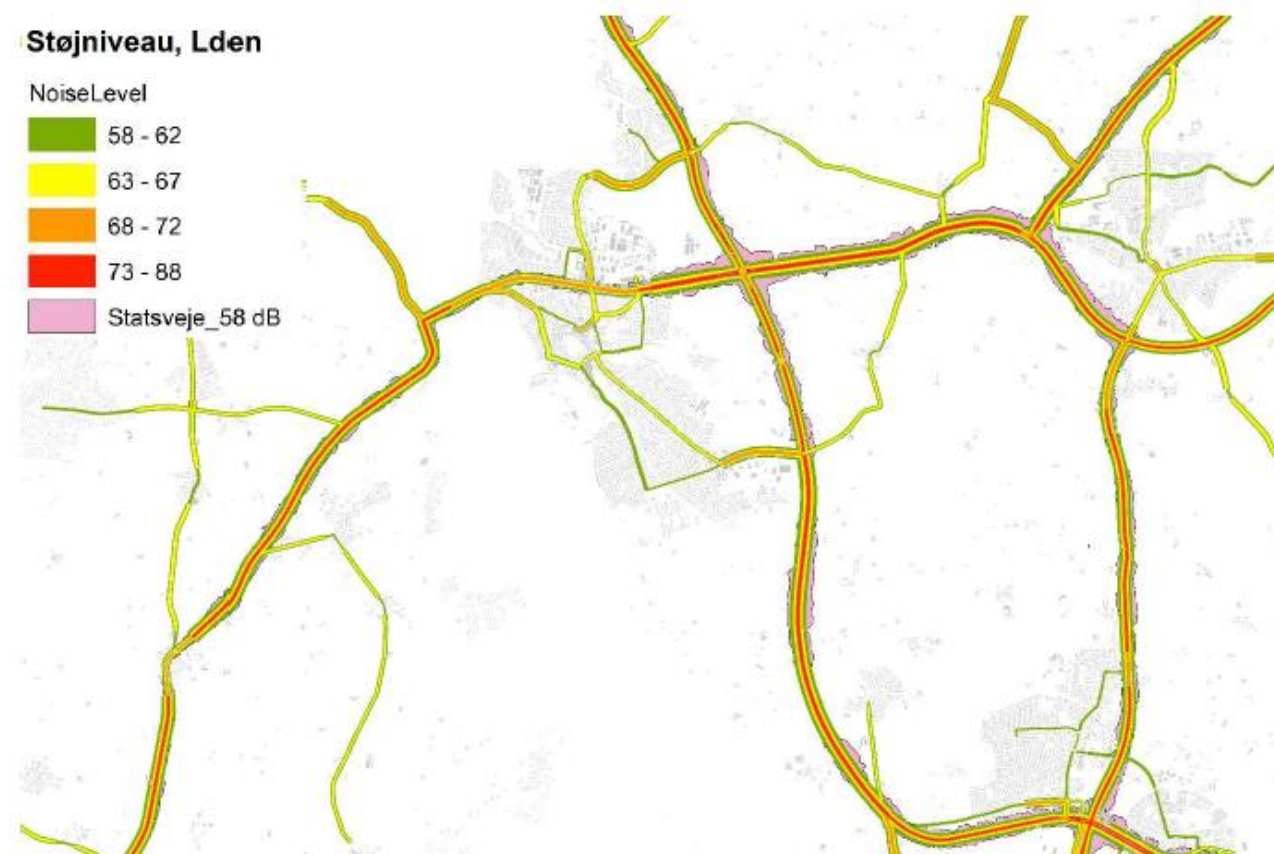 Støjniveau, Lden
NoiseLevel
58 - 62
63 - 67
68 - 72
73 - 88
Statsveje_58 dB